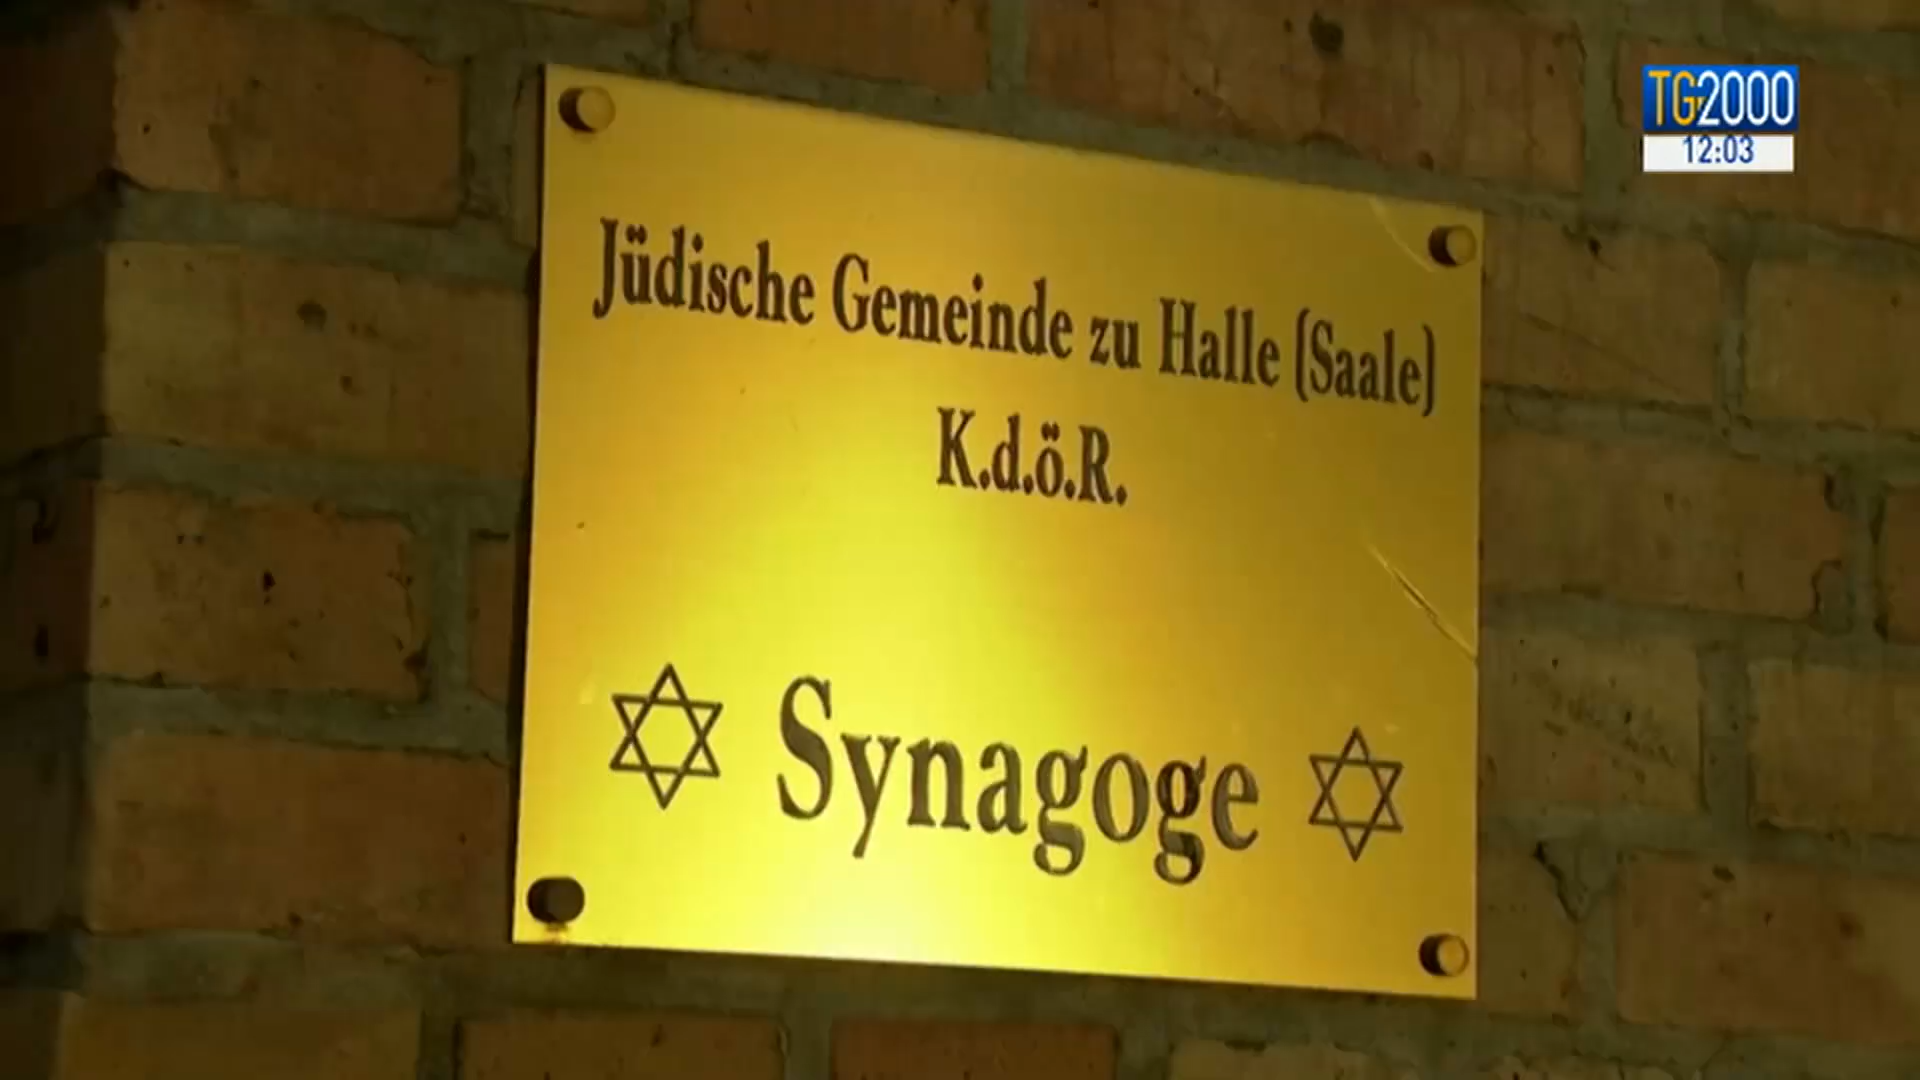 TG2000
12:03
Jüdische Gemeinde zu Halle (Saale)
K.d.ö.R.
Synagoge